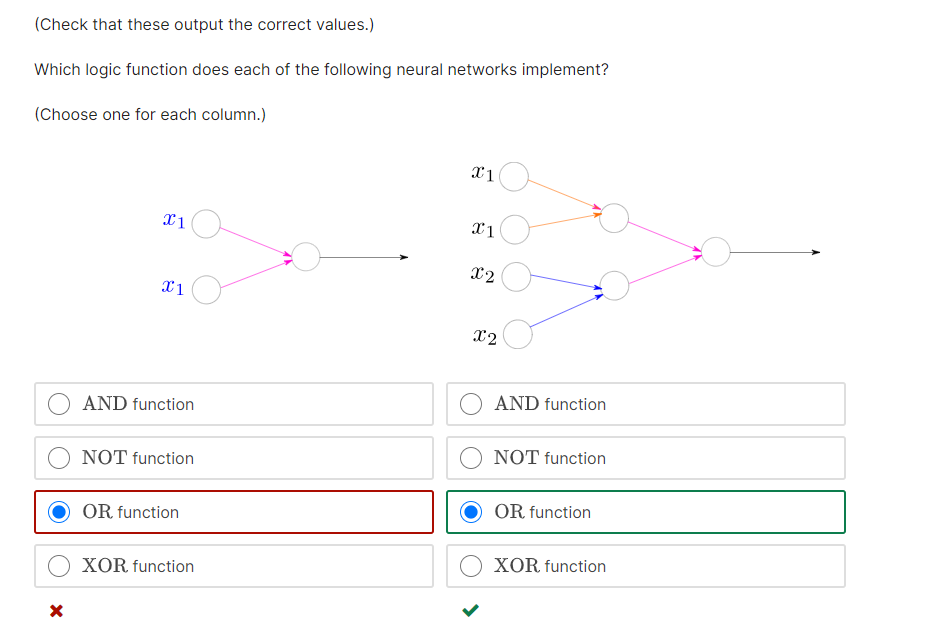 (Check that these output the correct values.)
Which logic function does each of the following neural networks implement?
(Choose one for each column.)
x1
x1
x1
x1
x2
x2
AND function
AND function
NOT function
NOT function
OR function
OR function
XOR function
XOR function